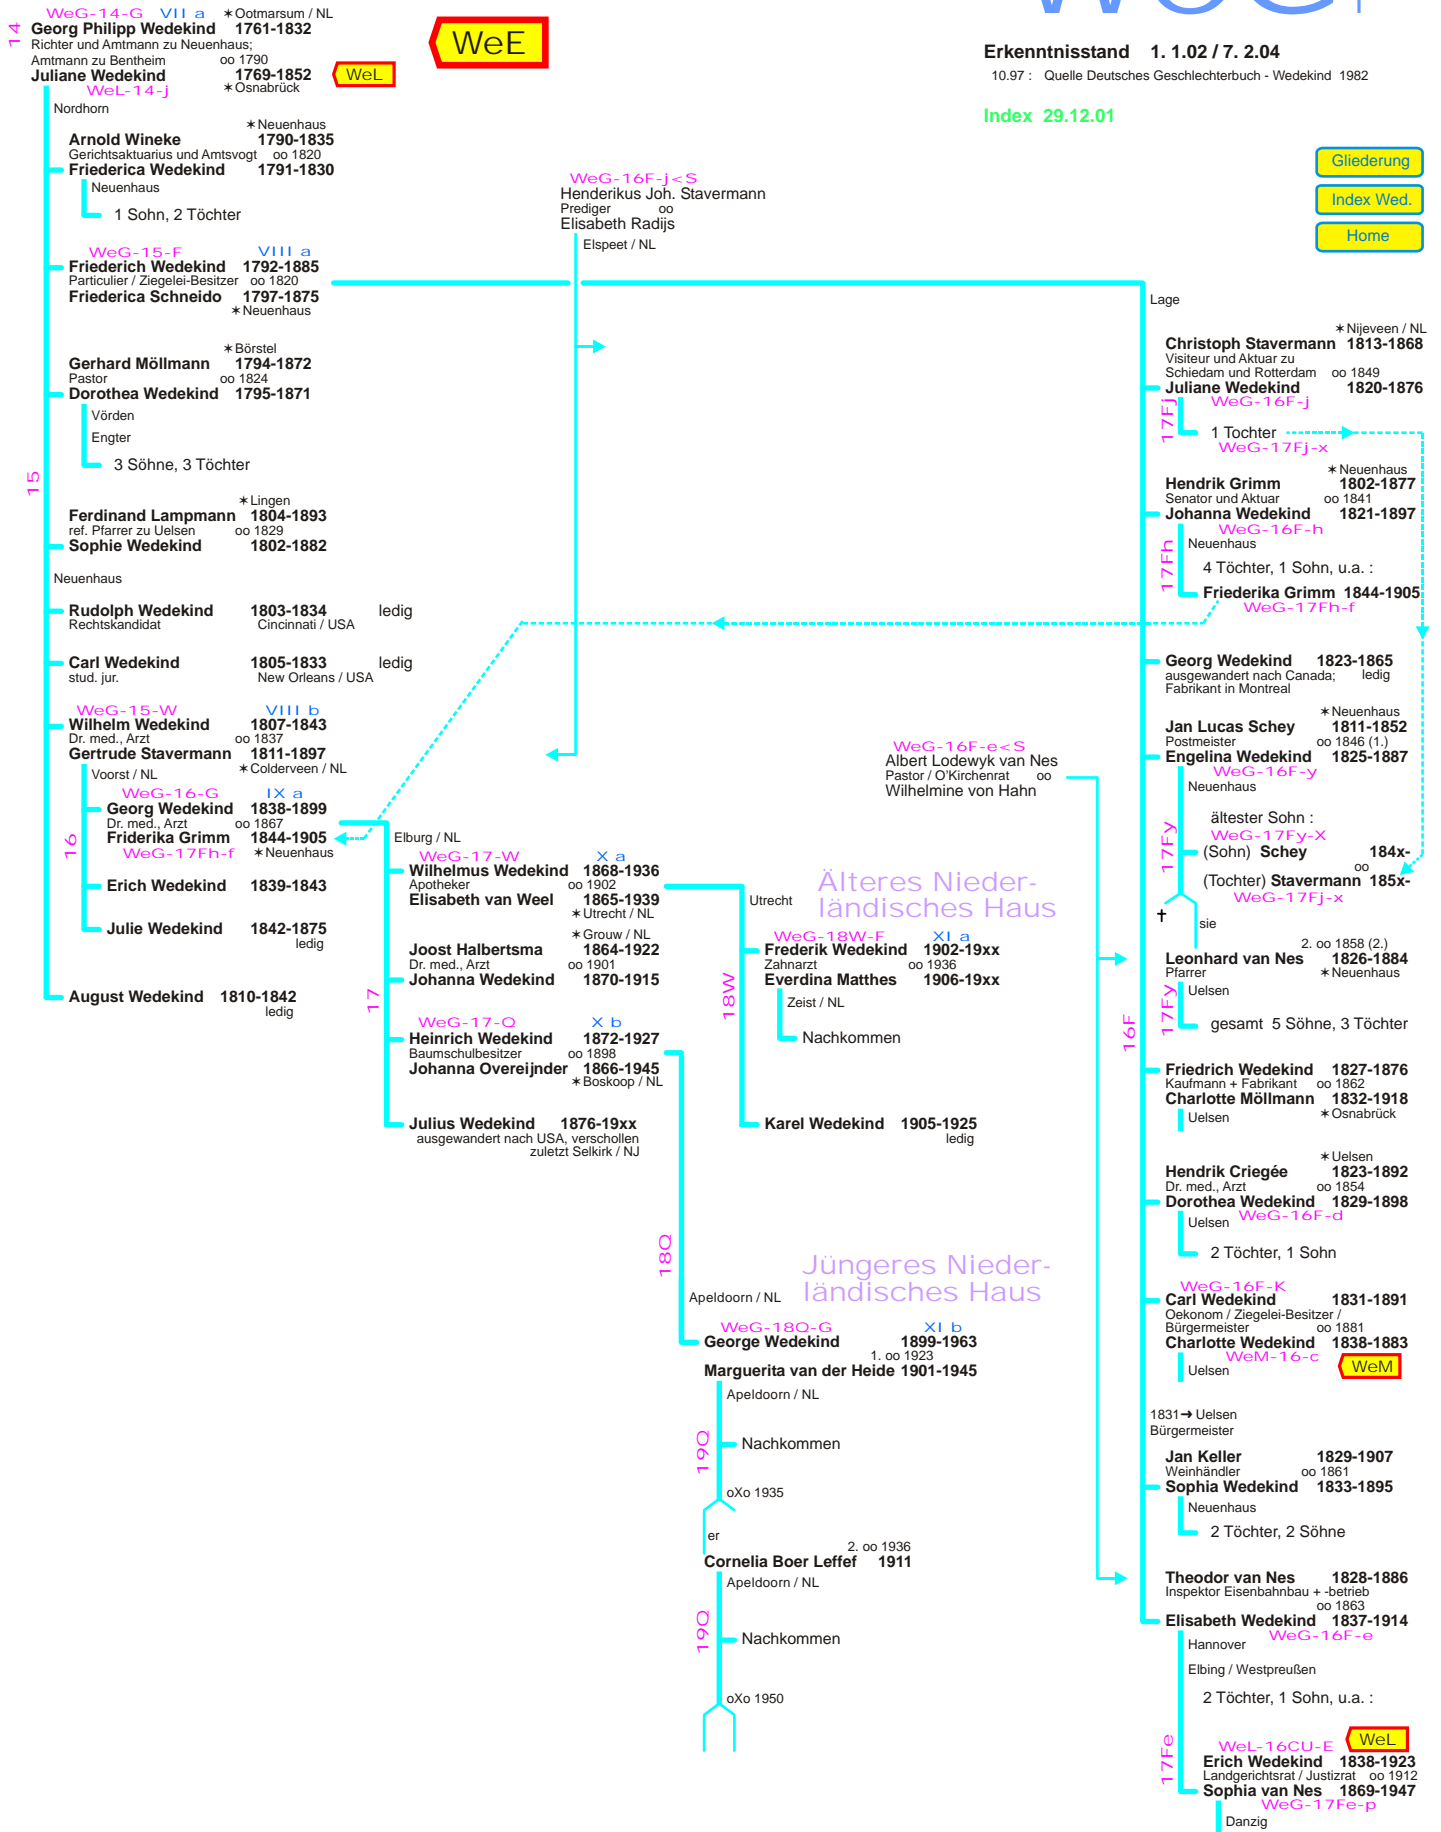 WeG-14-G VII a ✶Ootmarsum / NL
14
Georg Philipp Wedekind 1761-1832
Richter und Amtmann zu Neuenhaus;
Amtmann zu Bentheim oo 1790
Juliane Wedekind 1769-1852
WeL
WeL-14-j ✶Osnabrück
WeE
Erkenntnisstand 1. 1.02 / 7. 2.04
10.97 : Quelle Deutsches Geschlechterbuch - Wedekind 1982
Index 29.12.01
Gliederung
Index Wed.
Home
Nordhorn
15
✶Neuenhaus
Arnold Wineke 1790-1835
Gerichtsaktuarius und Amtsvogt oo 1820
Friederica Wedekind 1791-1830
Neuenhaus
1 Sohn, 2 Töchter
WeG-15-F VIII a
Friederich Wedekind 1792-1885
Particulier / Ziegelei-Besitzer oo 1820
Friederica Schneido 1797-1875
✶Neuenhaus
✶Börstel
Gerhard Möllmann 1794-1872
Pastor oo 1824
Dorothea Wedekind 1795-1871
Vörden
Engter
3 Söhne, 3 Töchter
✶Lingen
Ferdinand Lampmann 1804-1893
ref. Pfarrer zu Uelsen oo 1829
Sophie Wedekind 1802-1882
Neuenhaus
Rudolph Wedekind 1803-1834 ledig
Rechtskandidat Cincinnati / USA
Carl Wedekind 1805-1833 ledig
stud. jur. New Orleans / USA
WeG-15-W VIII b
Wilhelm Wedekind 1807-1843
Dr. med., Arzt oo 1837
Gertrude Stavermann 1811-1897
Voorst / NL ✶Colderveen / NL
16
WeG-16-G IX a
Georg Wedekind 1838-1899
Dr. med., Arzt oo 1867
Friderika Grimm 1844-1905
WeG-17Fh-f ✶Neuenhaus
Erich Wedekind 1839-1843
Julie Wedekind 1842-1875
ledig
August Wedekind 1810-1842
ledig
WeG-16F-j<S
Henderikus Joh. Stavermann
Prediger oo
Elisabeth Radijs
Elspeet / NL
Elburg / NL
17
WeG-17-W X a
Wilhelmus Wedekind 1868-1936
Apotheker oo 1902
Elisabeth van Weel 1865-1939
✶Utrecht / NL
✶Grouw / NL
Joost Halbertsma 1864-1922
Dr. med., Arzt oo 1901
Johanna Wedekind 1870-1915
WeG-17-Q X b
Heinrich Wedekind 1872-1927
Baumschulbesitzer oo 1898
Johanna Overeijnder 1866-1945
✶Boskoop / NL
Julius Wedekind 1876-19xx
ausgewandert nach USA, verschollen
zuletzt Selkirk / NJ
WeG-16F-e<S
Albert Lodewyk van Nes
Pastor / O'Kirchenrat oo
Wilhelmine von Hahn
Älteres Nieder-
ländisches Haus
Utrecht
18W
WeG-18W-F XI a
Frederik Wedekind 1902-19xx
Zahnarzt oo 1936
Everdina Matthes 1906-19xx
Zeist / NL
Nachkommen
Karel Wedekind 1905-1925
ledig
18Q
Jüngeres Nieder-
ländisches Haus
Apeldoorn / NL
WeG-18Q-G XI b
George Wedekind 1899-1963
1. oo 1923
Marguerita van der Heide 1901-1945
Apeldoorn / NL
19Q
Nachkommen
oXo 1935
er
2. oo 1936
Cornelia Boer Leffef 1911
Apeldoorn / NL
19Q
Nachkommen
oXo 1950
Lage
16F
✶Nijeveen / NL
Christoph Stavermann 1813-1868
Visiteur und Aktuar zu
Schiedam und Rotterdam oo 1849
Juliane Wedekind 1820-1876
WeG-16F-j
17Fj
1 Tochter
WeG-17Fj-x
✶Neuenhaus
Hendrik Grimm 1802-1877
Senator und Aktuar oo 1841
Johanna Wedekind 1821-1897
WeG-16F-h
Neuenhaus
17Fh
4 Töchter, 1 Sohn, u.a. :
Friederika Grimm 1844-1905
WeG-17Fh-f
Georg Wedekind 1823-1865
ausgewandert nach Canada; ledig
Fabrikant in Montreal
✶Neuenhaus
Jan Lucas Schey 1811-1852
Postmeister oo 1846 (1.)
Engelina Wedekind 1825-1887
WeG-16F-y
Neuenhaus
17Fy
ältester Sohn :
WeG-17Fy-X
(Sohn) Schey 184x-
oo
(Tochter) Stavermann 185x-
WeG-17Fj-x
✝
sie
2. oo 1858 (2.)
Leonhard van Nes 1826-1884
Pfarrer ✶Neuenhaus
Uelsen
17Fy
gesamt 5 Söhne, 3 Töchter
Friedrich Wedekind 1827-1876
Kaufmann + Fabrikant oo 1862
Charlotte Möllmann 1832-1918
Uelsen ✶Osnabrück
✶Uelsen
Hendrik Criegée 1823-1892
Dr. med., Arzt oo 1854
Dorothea Wedekind 1829-1898
WeG-16F-d
Uelsen
2 Töchter, 1 Sohn
WeG-16F-K
Carl Wedekind 1831-1891
Oekonom / Ziegelei-Besitzer /
Bürgermeister oo 1881
Charlotte Wedekind 1838-1883
WeM-16-c
WeM
Uelsen
1831➔ Uelsen
Bürgermeister
Jan Keller 1829-1907
Weinhändler oo 1861
Sophia Wedekind 1833-1895
Neuenhaus
2 Töchter, 2 Söhne
Theodor van Nes 1828-1886
Inspektor Eisenbahnbau + -betrieb
oo 1863
Elisabeth Wedekind 1837-1914
WeG-16F-e
Hannover
Elbing / Westpreußen
2 Töchter, 1 Sohn, u.a. :
17Fe
WeL-16CU-E
WeL
Erich Wedekind 1838-1923
Landgerichtsrat / Justizrat oo 1912
Sophia van Nes 1869-1947
WeG-17Fe-p
Danzig